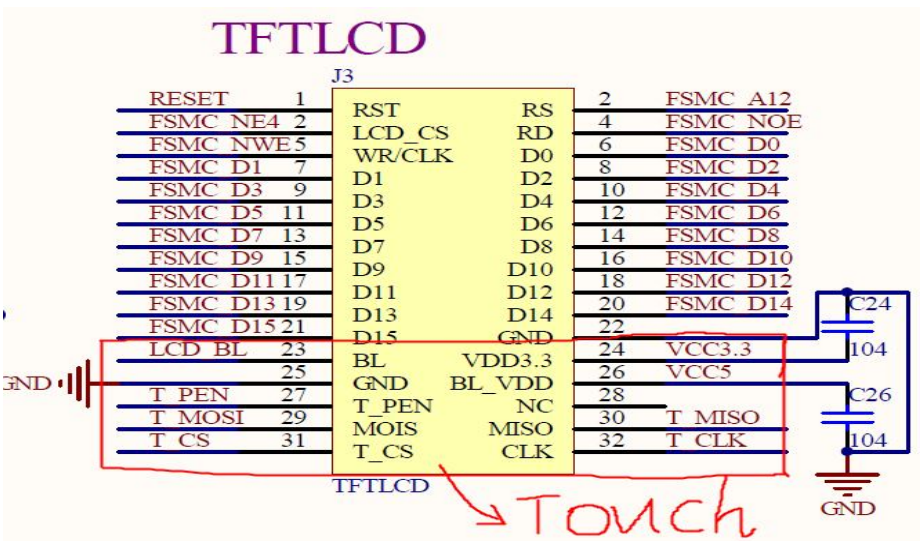 TFTLCD
J3
RESET 1 RST RS 2 FSMC_A12
FSMC_NE4 2 LCD_CS RD 4 FSMC_NOE
FSMC_NWE 5 WR/CLK D0 6 FSMC_D0
FSMC_D1 7 D1 D2 8 FSMC_D2
FSMC_D3 9 D3 D4 10 FSMC_D4
FSMC_D5 11 D5 D6 12 FSMC_D6
FSMC_D7 13 D7 D8 14 FSMC_D8
FSMC_D9 15 D9 D10 16 FSMC_D10
FSMC_D11 17 D11 D12 18 FSMC_D12
FSMC_D13 19 D13 D14 20 FSMC_D14 C24
FSMC_D15 21 D15 GND 22
LCD_BL 23 BL VDD3.3 24 VCC3.3 104
GND 25 GND BL_VDD 26 VCC5
T_PEN 27 T_PEN NC 28 C26
T_MOSI 29 MOIS MISO 30 T_MISO
T_CS 31 T_CS CLK 32 T_CLK 104
TFTLCD
GND
Touch